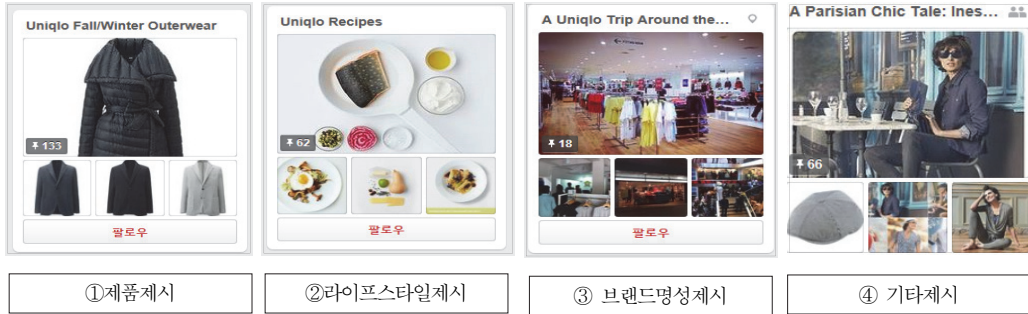 Uniqlo Fall/Winter Outerwear
133
팔로우
①제품제시
Uniqlo Recipes
62
팔로우
②라이프스타일제시
A Uniqlo Trip Around the...
18
팔로우
③ 브랜드명성제시
A Parisian Chic Tale: Ines...
66
④ 기타제시